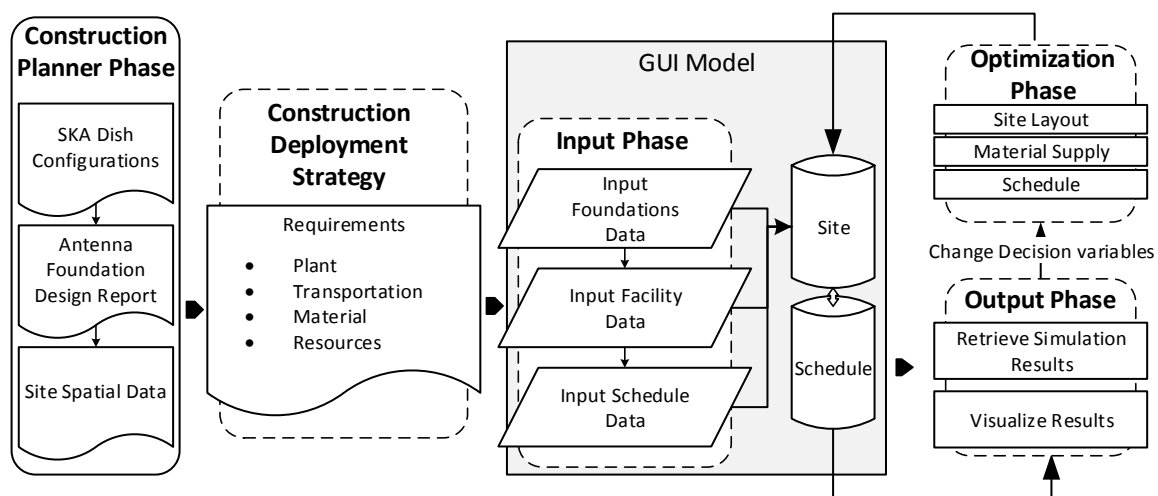 Construction
Planner Phase
SKA Dish
Configurations
Antenna
Foundation
Design Report
Site Spatial Data
Construction
Deployment
Strategy
Requirements
● Plant
● Transportation
● Material
● Resources
GUI Model
Input Phase
Input
Foundations
Data
Input Facility
Data
Input Schedule
Data
Site
Schedule
Optimization
Phase
Site Layout
Material Supply
Schedule
Change Decision variables
Output Phase
Retrieve Simulation
Results
Visualize Results